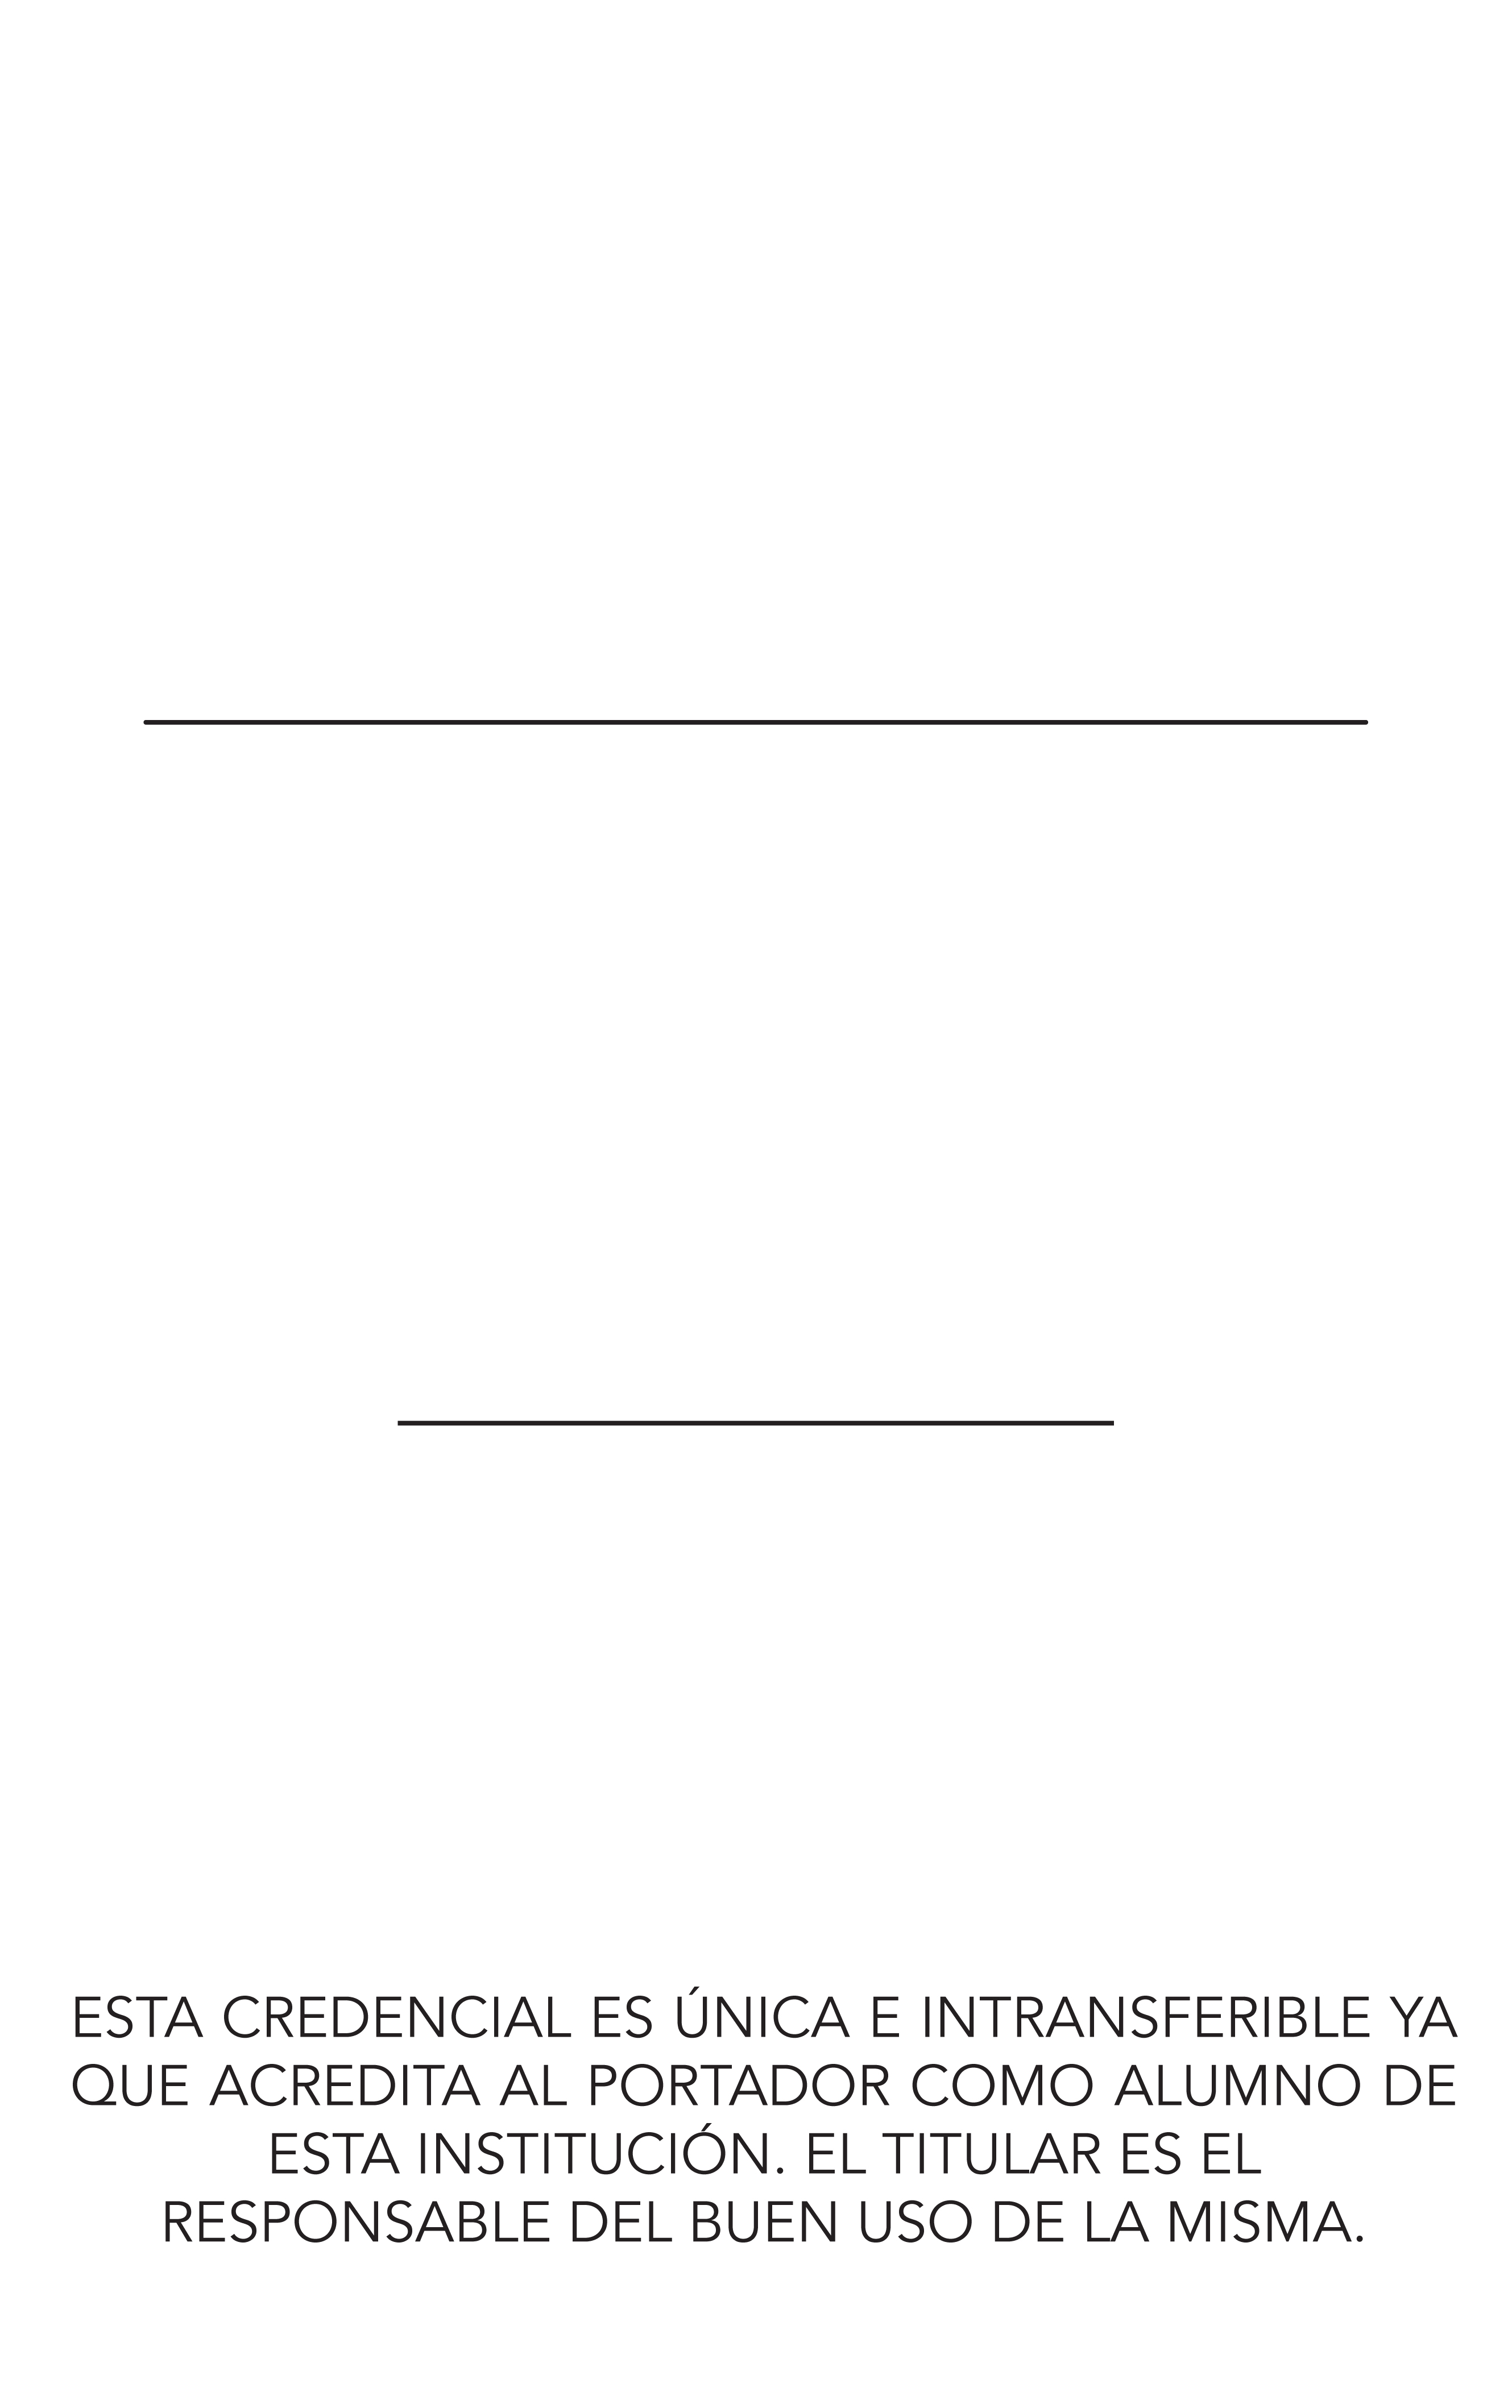 ESTA CREDENCIAL ES ÚNICA E INTRANSFERIBLE YA
QUE ACREDITA AL PORTADOR COMO ALUMNO DE
ESTA INSTITUCIÓN. EL TITULAR ES EL
RESPONSABLE DEL BUEN USO DE LA MISMA.